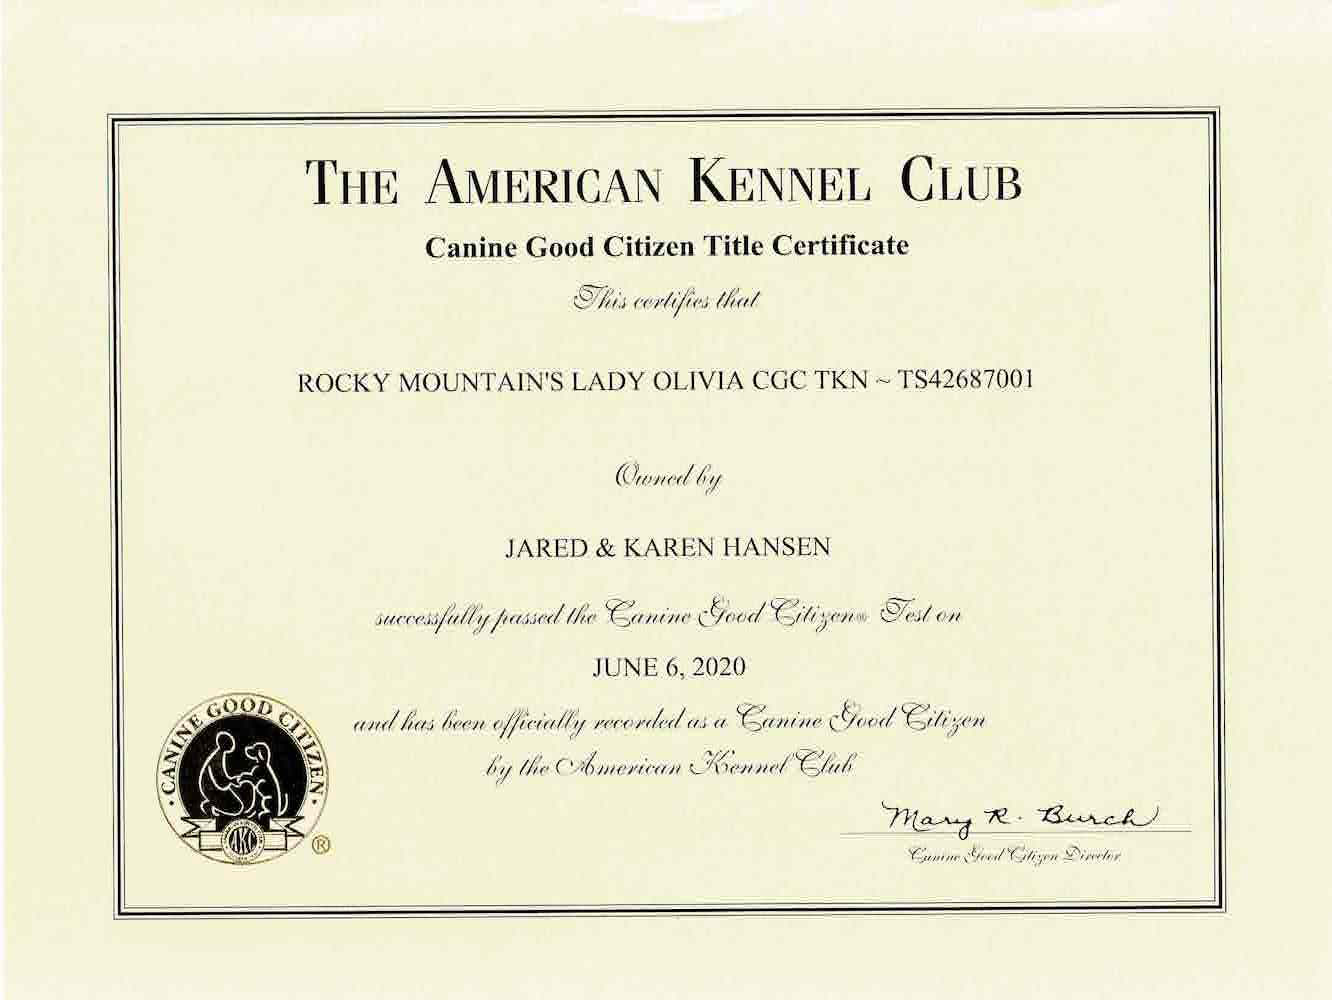 THE AMERICAN KENNEL CLUB
Canine Good Citizen Title Certificate
This certifies that
ROCKY MOUNTAIN'S LADY OLIVIA CGC TKN ~ TS42687001
Owned by
JARED & KAREN HANSEN
successfully passed the Canine Good Citizen® Test on
JUNE 6, 2020
and has been officially recorded as a Canine Good Citizen
by the American Kennel Club
· CANINE GOOD CITIZEN ·
AKC
®
Mary R. Burch
Canine Good Citizen Director